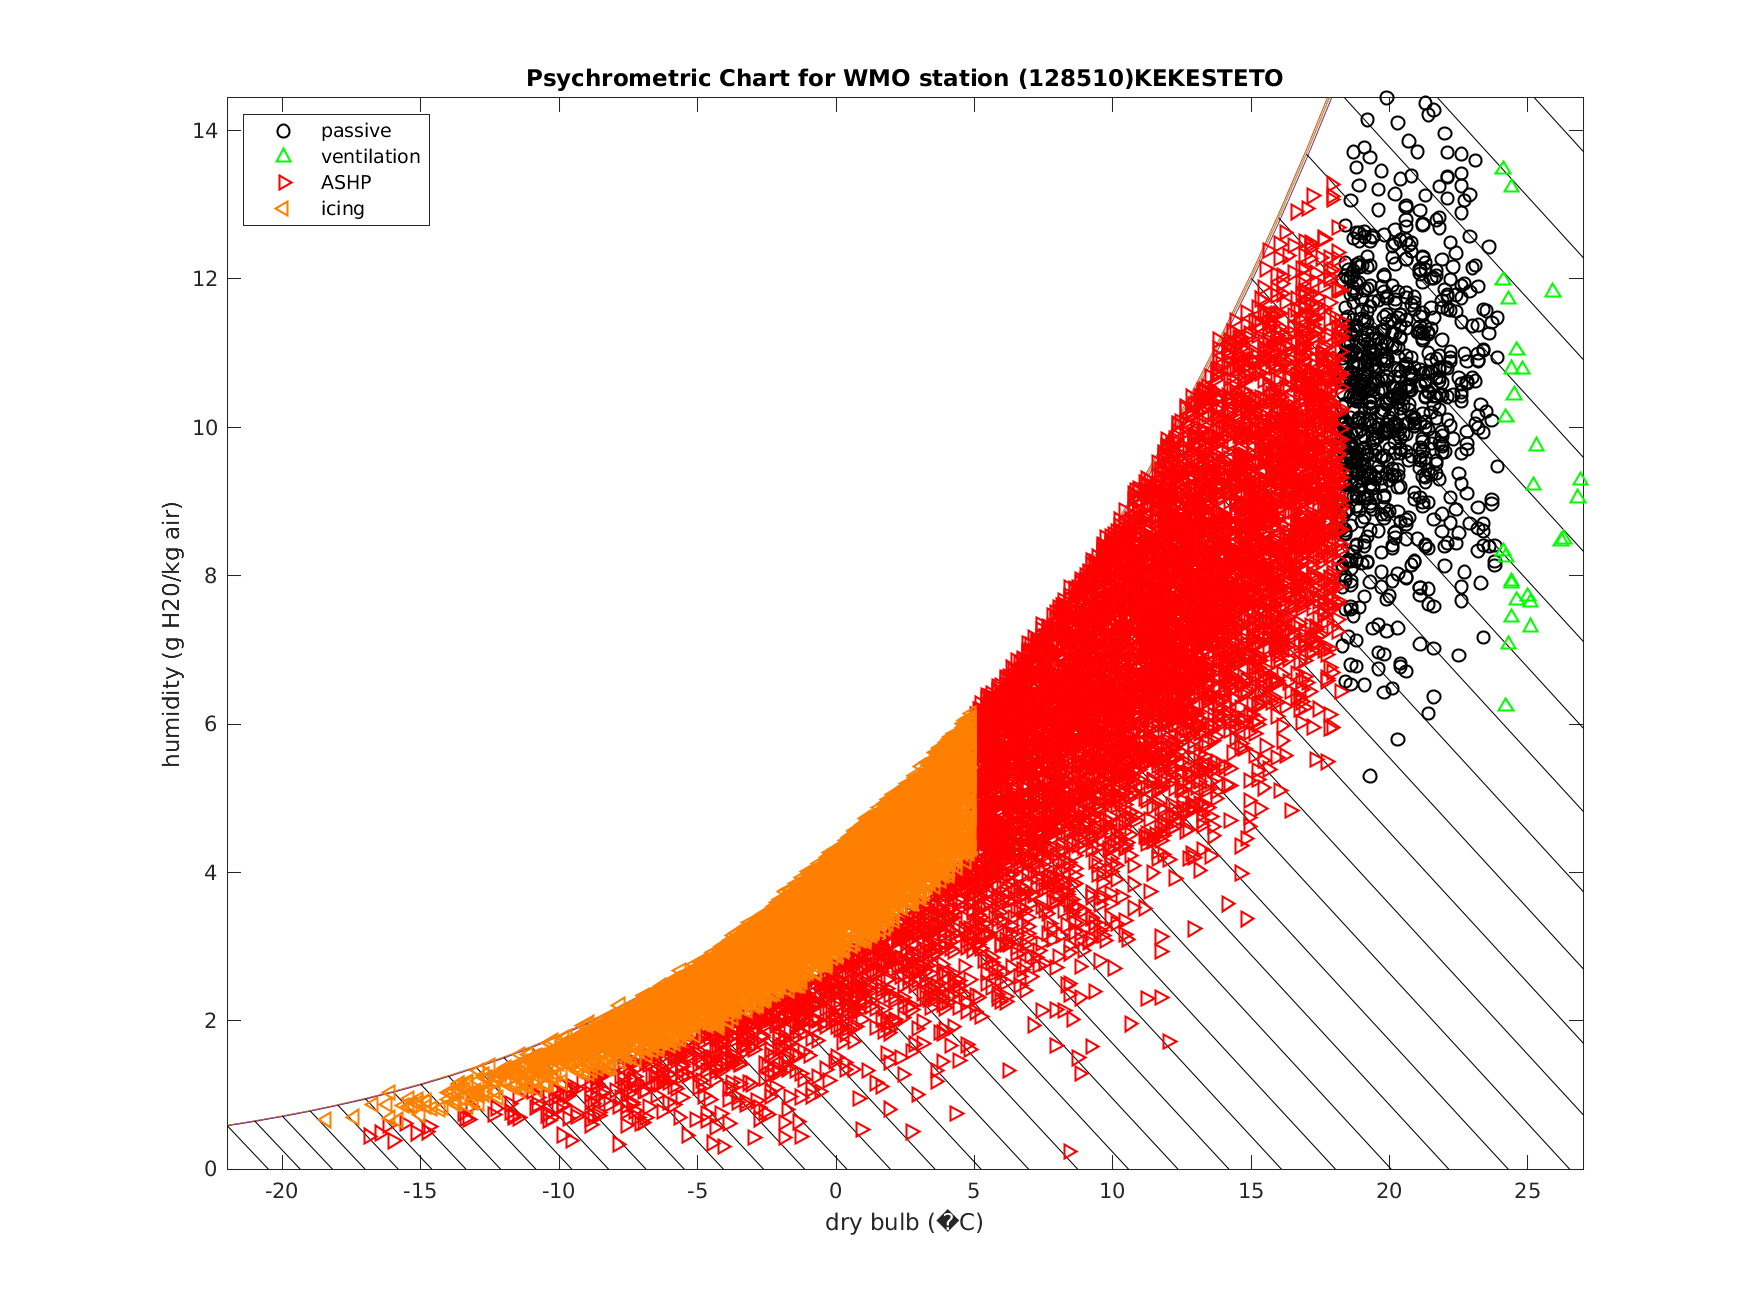 Psychrometric Chart for WMO station (128510)KEKESTETO
passive
ventilation
ASHP
icing
14
12
10
8
6
4
2
0
humidity (g H20/kg air)
-20 -15 -10 -5 0 5 10 15 20 25
dry bulb (�C)